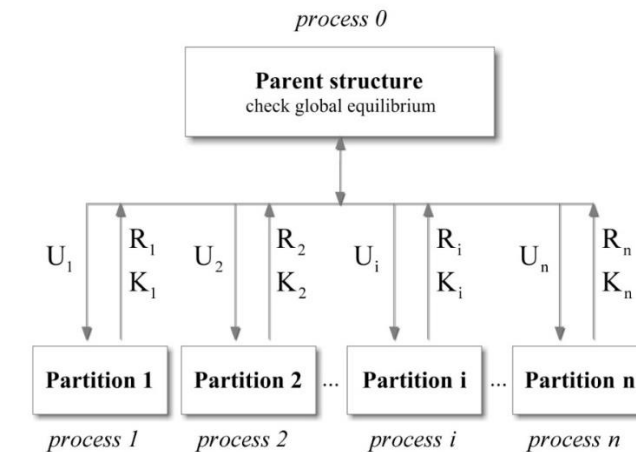 process 0
Parent structure
check global equilibrium
U₁ R₁ U₂ R₂ Uᵢ Rᵢ Uₙ Rₙ
K₁ K₂ Kᵢ Kₙ
Partition 1 Partition 2 ... Partition i ... Partition n
process 1 process 2 process i process n